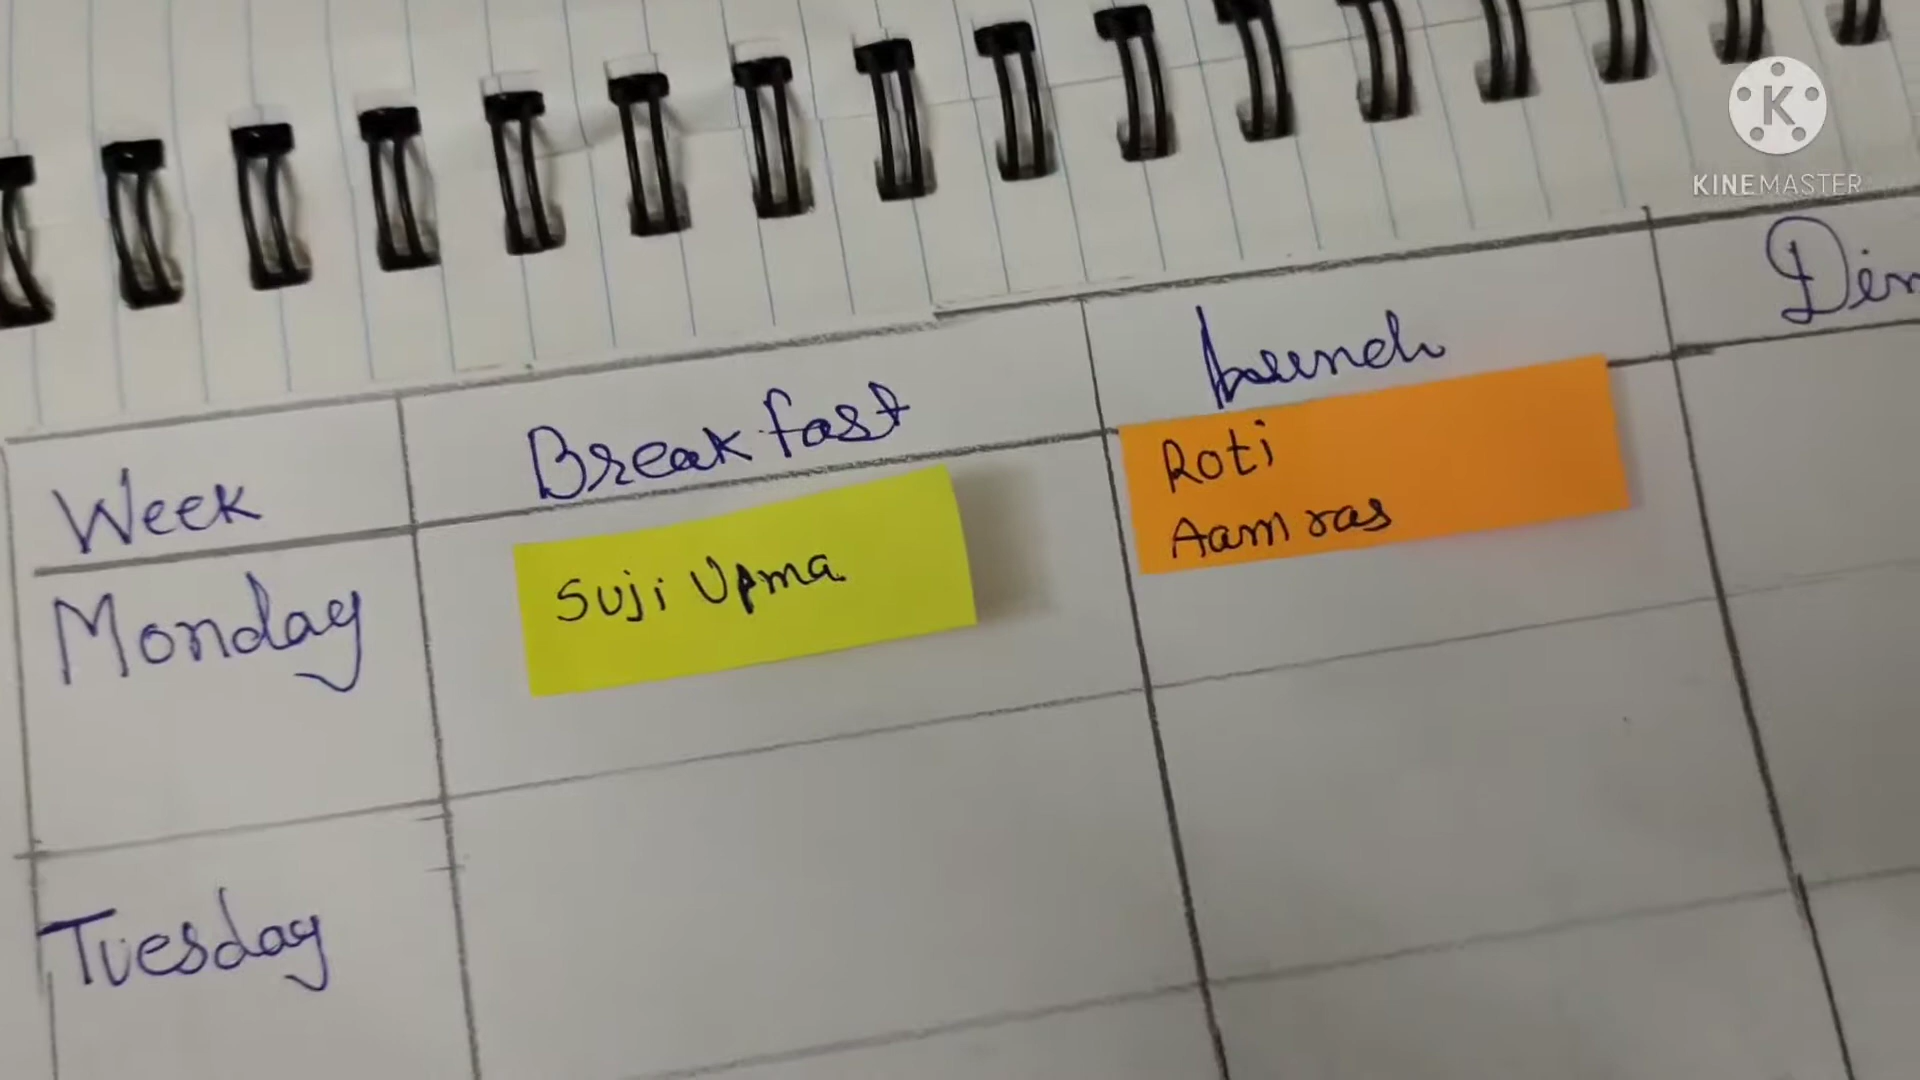 KINEMASTER
Week
Breakfast
Lunch
Monday
Suji Upma
Roti
Aamras
Tuesday